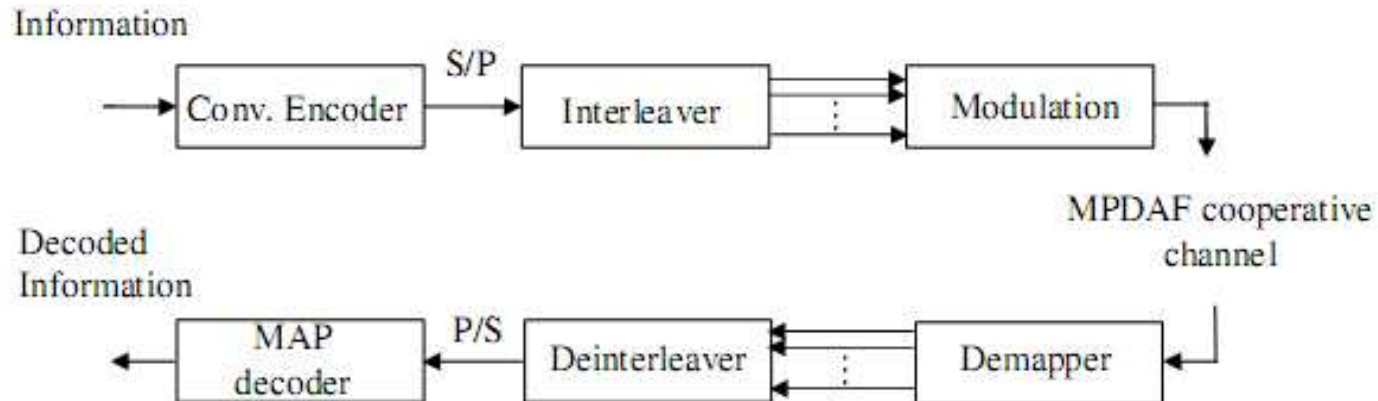 Information
S/P
Conv. Encoder
Interleaver
Modulation
MPDAF cooperative
channel
Decoded
Information
MAP
decoder
P/S
Deinterleaver
Demapper